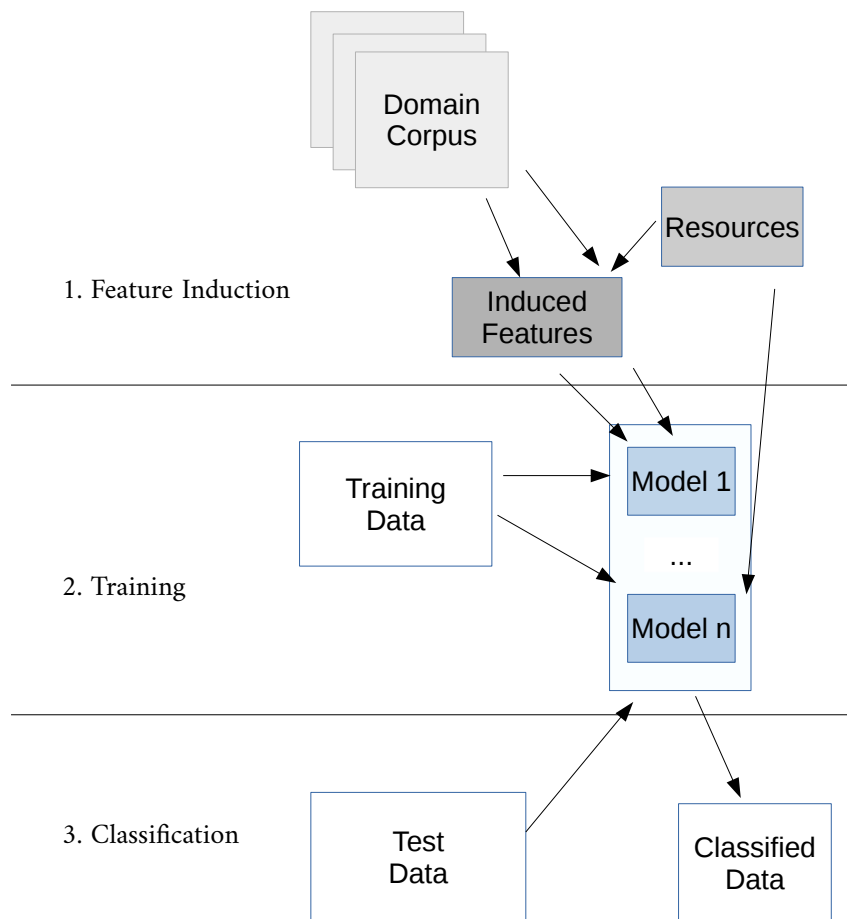 Domain
Corpus
Resources
1. Feature Induction
Induced
Features
Training
Data
Model 1
...
2. Training
Model n
3. Classification
Test
Data
Classified
Data